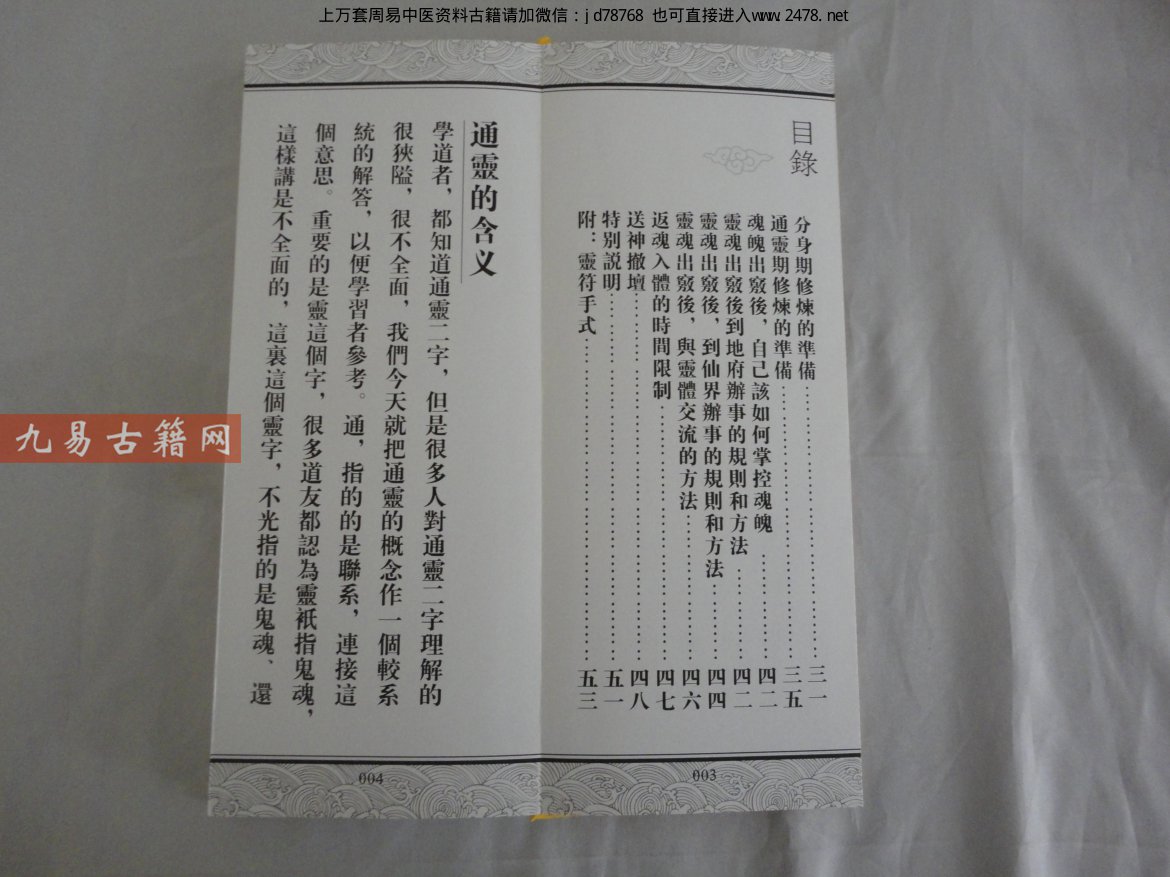 上万套周易中医资料古籍请加微信：jd78768 也可直接进入www.2478.net
目錄
分身期修煉的準備⋯⋯三一
通靈期修煉的準備⋯⋯三五
魂魄出竅後，自己該如何掌控魂魄⋯⋯四二
靈魂出竅後到地府辦事的規則和方法⋯⋯四二
靈魂出竅後，到仙界辦事的規則和方法⋯⋯四四
靈魂出竅後，與靈體交流的方法⋯⋯四六
返魂入體的時間限制⋯⋯四七
送神撤壇⋯⋯四八
特别説明⋯⋯五一
附：靈符手式⋯⋯五三
003
通靈的含义
學道者，都知道通靈二字，但是很多人對通靈二字理解的
很狹隘，很不全面，我們今天就把通靈的概念作一個較系
統的解答，以便學習者參考。通，指的的是聯系，連接這
個意思。重要的是靈這個字，很多道友都認為靈衹指鬼魂，
這樣講是不全面的，這裏這個靈字，不光指的是鬼魂、還
004
九易古籍网